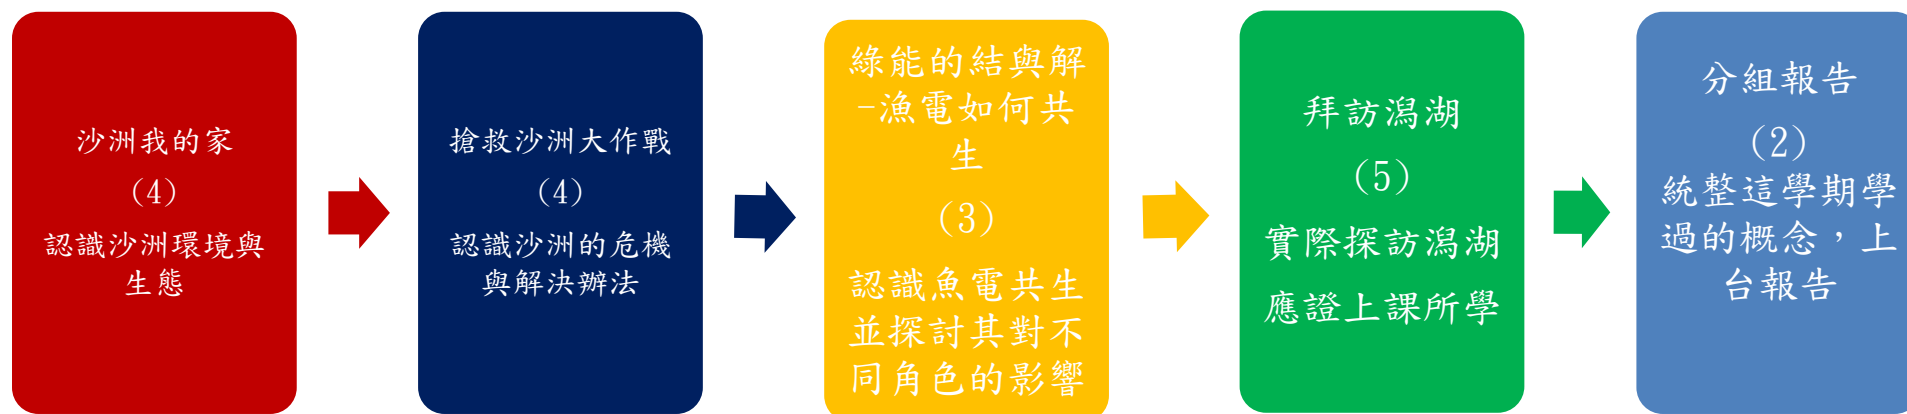 沙洲我的家
(4)
認識沙洲環境與
生態
搶救沙洲大作戰
(4)
認識沙洲的危機
與解決辦法
綠能的結與解
-漁電如何共
生
(3)
認識魚電共生
並探討其對不
同角色的影響
拜訪潟湖
(5)
實際探訪潟湖
應證上課所學
分組報告
(2)
統整這學期學
過的概念，上
台報告